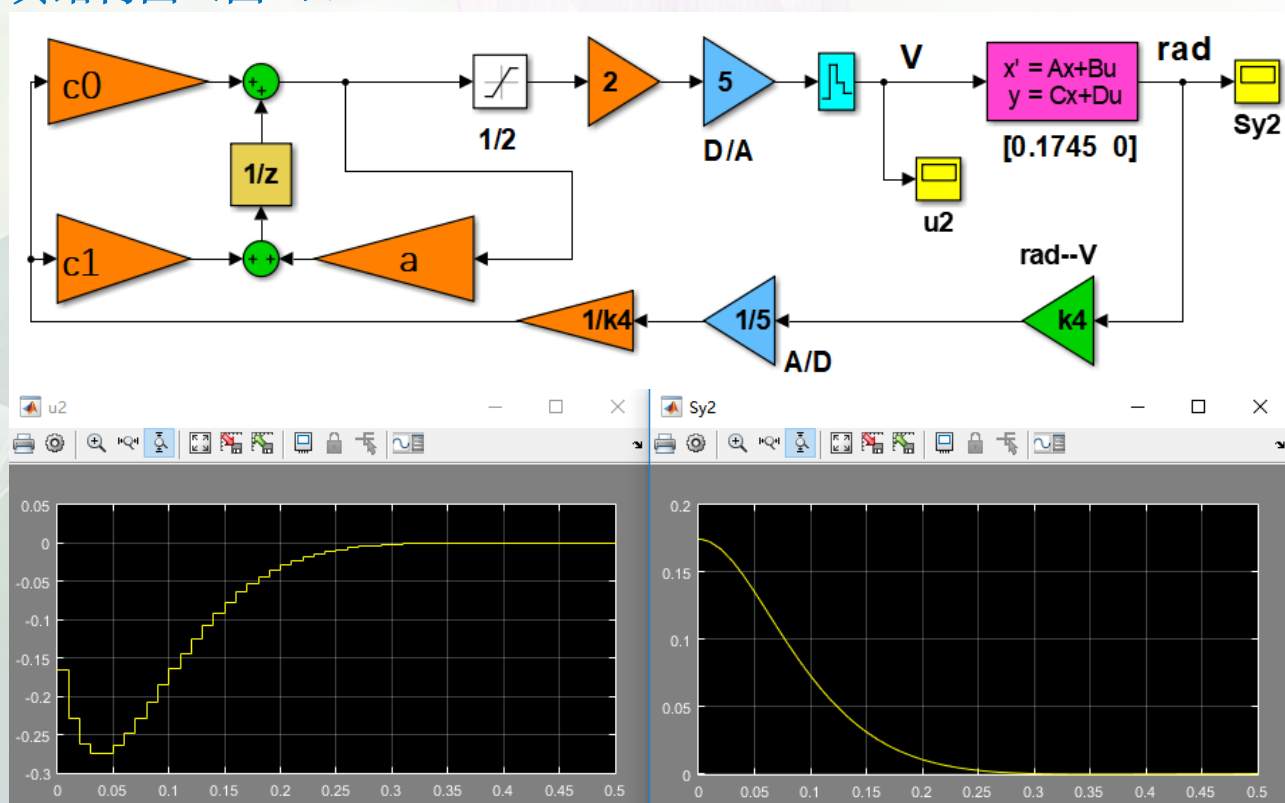 c0
+
+
1/2
2
5
D/A
V
x' = Ax+Bu
y = Cx+Du
[0.1745 0]
rad
Sy2
1/z
u2
c1
+ +
a
rad--V
1/k4
1/5
A/D
k4
u2
0.05
0
-0.05
-0.1
-0.15
-0.2
-0.25
-0.3
0 0.05 0.1 0.15 0.2 0.25 0.3 0.35 0.4 0.45 0.5
Sy2
0.2
0.15
0.1
0.05
0
0 0.05 0.1 0.15 0.2 0.25 0.3 0.35 0.4 0.45 0.5